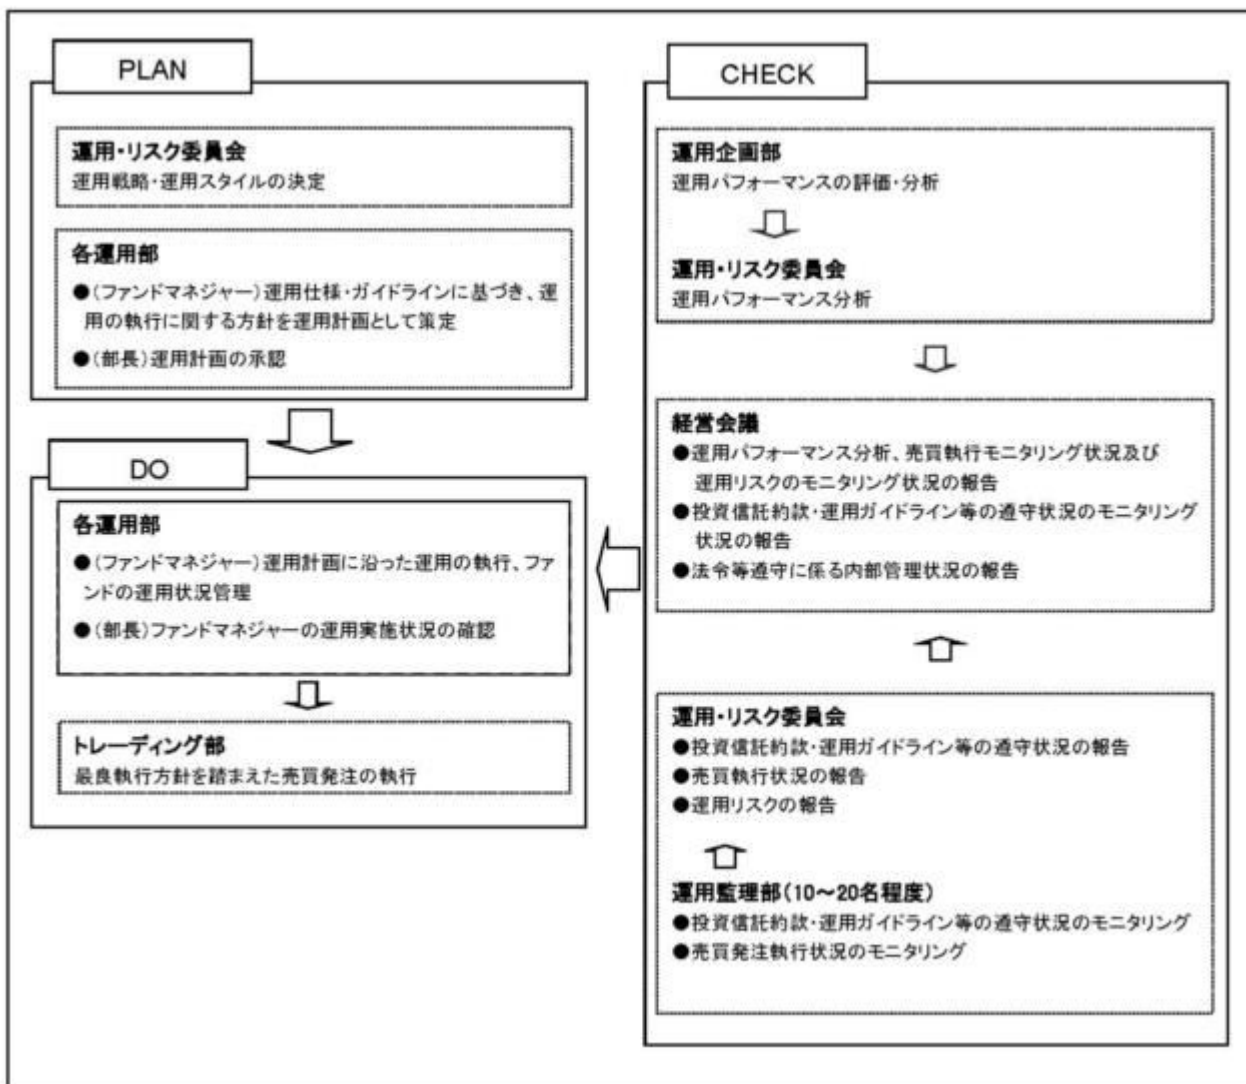 PLAN
運用・リスク委員会
運用戦略・運用スタイルの決定
各運用部
●(ファンドマネジャー)運用仕様・ガイドラインに基づき、運
用の執行に関する方針を運用計画として策定
●(部長)運用計画の承認
DO
各運用部
●(ファンドマネジャー)運用計画に沿った運用の執行、ファ
ンドの運用状況管理
●(部長)ファンドマネジャーの運用実施状況の確認
トレーディング部
最良執行方針を踏まえた売買発注の執行
CHECK
運用企画部
運用パフォーマンスの評価・分析
運用・リスク委員会
運用パフォーマンス分析
経営会議
●運用パフォーマンス分析、売買執行モニタリング状況及び
運用リスクのモニタリング状況の報告
●投資信託約款・運用ガイドライン等の遵守状況のモニタリング
状況の報告
●法令等遵守に係る内部管理状況の報告
運用・リスク委員会
●投資信託約款・運用ガイドライン等の遵守状況の報告
●売買執行状況の報告
●運用リスクの報告
運用監理部(10～20名程度)
●投資信託約款・運用ガイドライン等の遵守状況のモニタリング
●売買発注執行状況のモニタリング